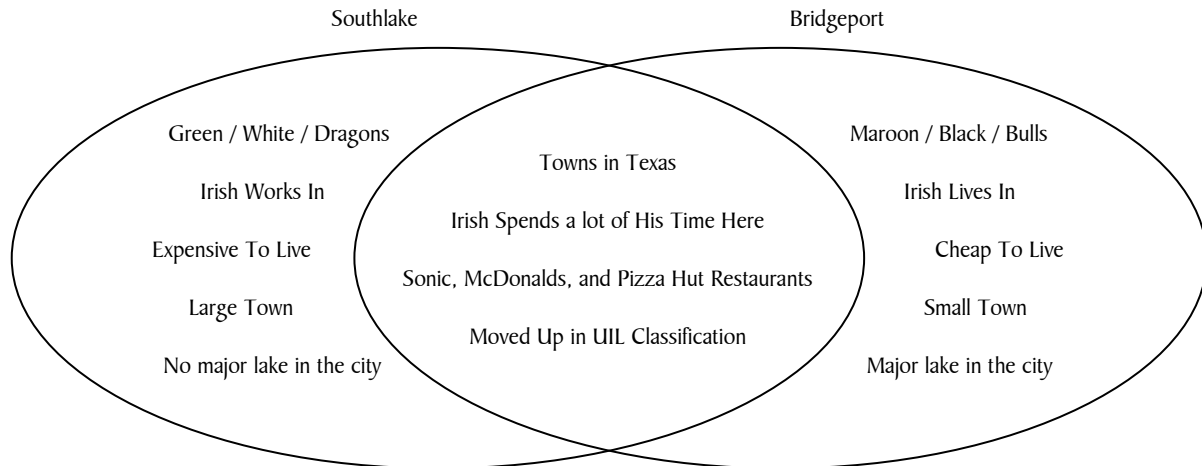 Southlake
Bridgeport
Green / White / Dragons
Irish Works In
Expensive To Live
Large Town
No major lake in the city
Towns in Texas
Irish Spends a lot of His Time Here
Sonic, McDonalds, and Pizza Hut Restaurants
Moved Up in UIL Classification
Maroon / Black / Bulls
Irish Lives In
Cheap To Live
Small Town
Major lake in the city